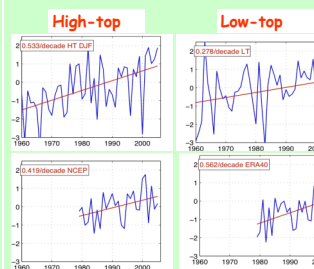 High-top
Low-top
2
0.533/decade HT DJF
1
0
−1
−2
−3
1960 1970 1980 1990 2000
2
0.278/decade LT
1
0
−1
−2
−3
1960 1970 1980 1990
2
0.419/decade NCEP
1
0
−1
−2
−3
1960 1970 1980 1990 2000
2
0.562/decade ERA40
1
0
−1
−2
−3
1960 1970 1980 1990